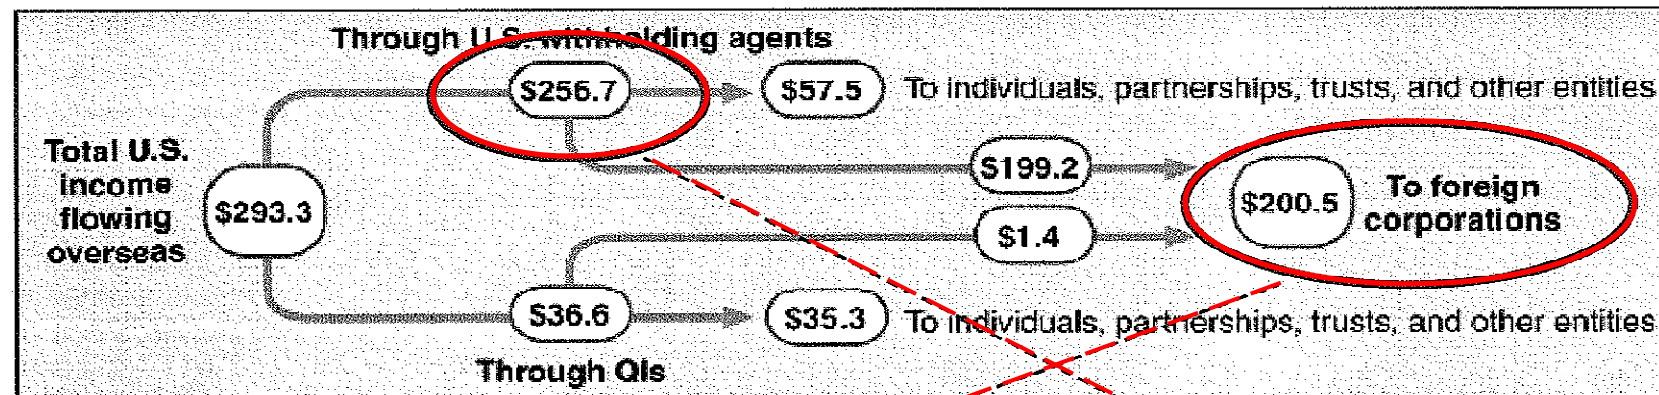 Through U.S. withholding agents
$256.7
$57.5
To individuals, partnerships, trusts, and other entities
Total U.S.
income
flowing
overseas
$293.3
$199.2
$200.5
To foreign
corporations
$1.4
$36.6
$35.3
To individuals, partnerships, trusts, and other entities
Through QIs